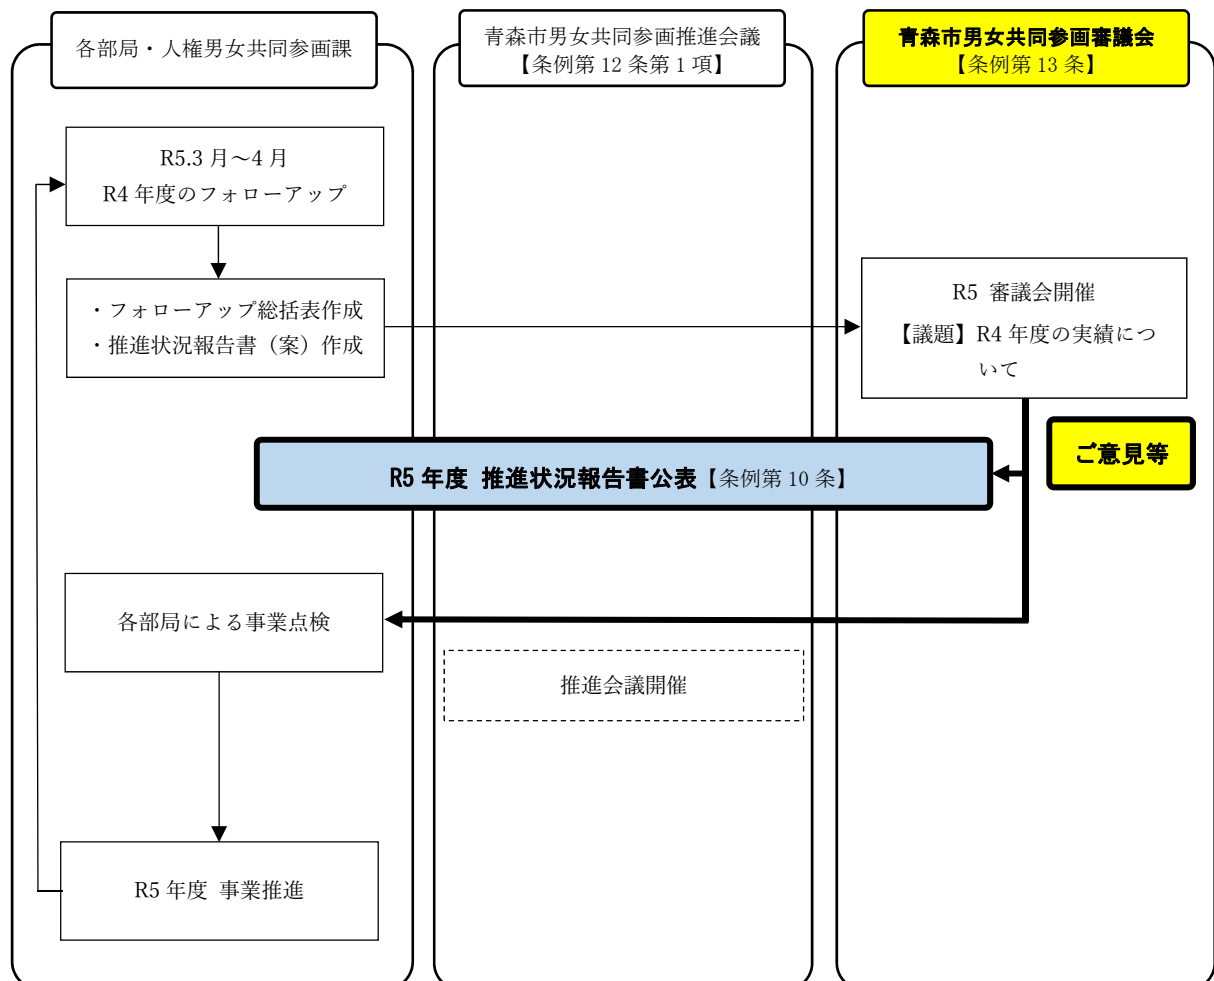 各部局・人権男女共同参画課
青森市男女共同参画推進会議
【条例第 12 条第 1 項】
青森市男女共同参画審議会
【条例第 13 条】
R5.3 月～4 月
R4 年度のフォローアップ
・フォローアップ総括表作成
・推進状況報告書（案）作成
R5 審議会開催
【議題】R4 年度の実績につ
いて
ご意見等
R5 年度 推進状況報告書公表【条例第 10 条】
各部局による事業点検
推進会議開催
R5 年度 事業推進